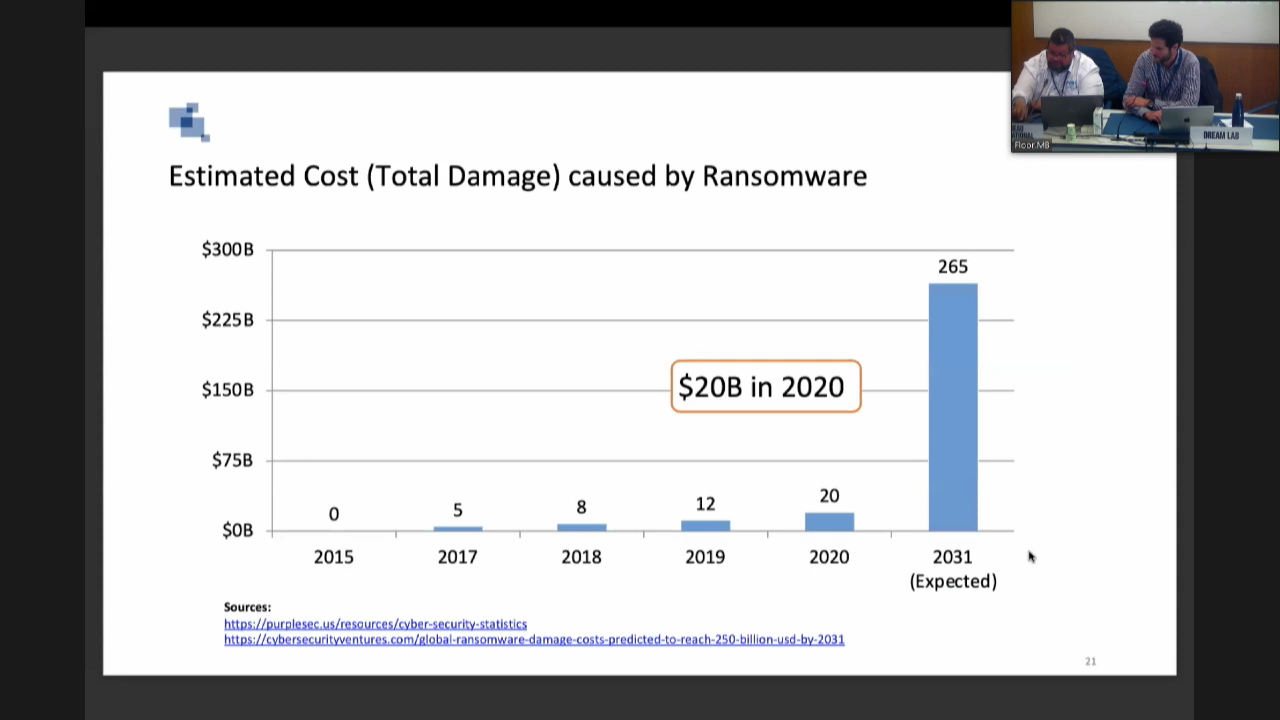 Estimated Cost (Total Damage) caused by Ransomware
$300B
$225B
$150B
$75B
$0B
0
5
8
12
20
265
$20B in 2020
2015
2017
2018
2019
2020
2031
(Expected)
Sources:
https://purplesec.us/resources/cyber-security-statistics
https://cybersecurityventures.com/global-ransomware-damage-costs-predicted-to-reach-250-billion-usd-by-2031
21
DREAM LAB